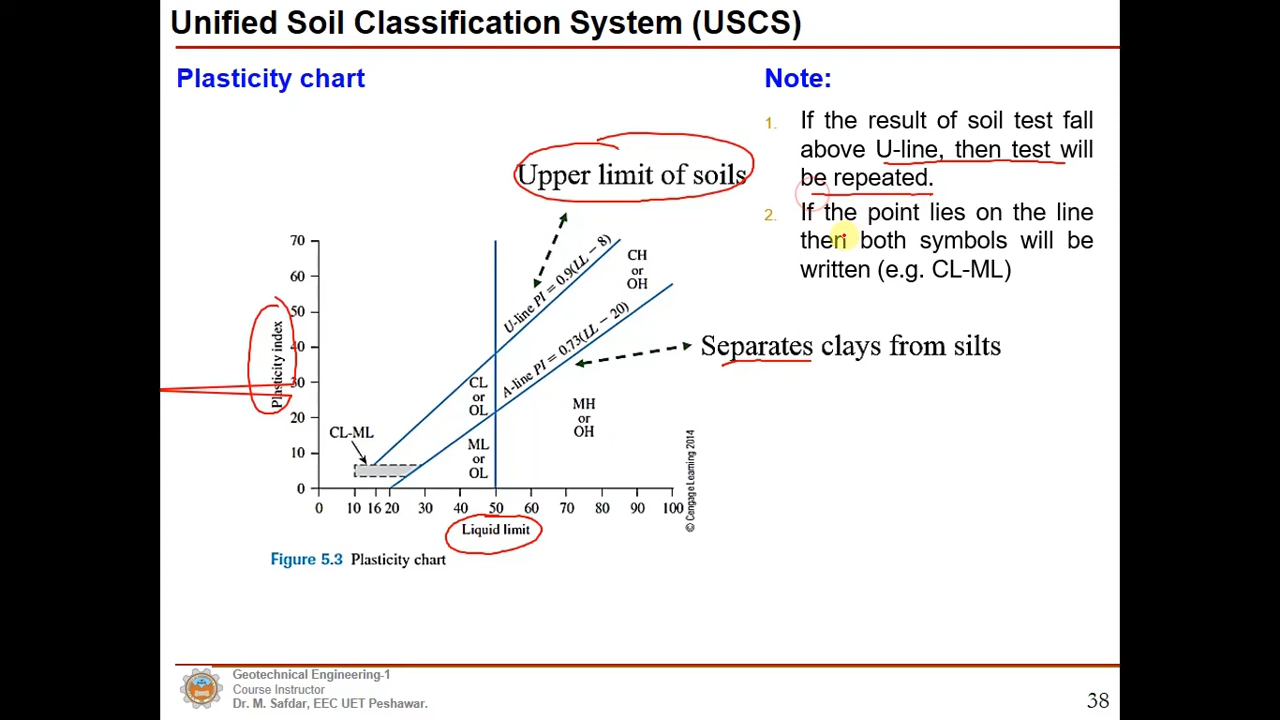 Unified Soil Classification System (USCS)
Plasticity chart
Note:
1. If the result of soil test fall
above U-line, then test will
be repeated.
2. If the point lies on the line
then both symbols will be
written (e.g. CL-ML)
Upper limit of soils
Separates clays from silts
70
60
50
40
30
20
10
0
Plasticity index
U-line PI = 0.9(LL − 8)
A-line PI = 0.73(LL − 20)
CH
or
OH
CL
or
OL
MH
or
OH
ML
or
OL
CL-ML
0 10 16 20 30 40 50 60 70 80 90 100
Liquid limit
© Cengage Learning 2014
Figure 5.3 Plasticity chart
Geotechnical Engineering-1
Course Instructor
Dr. M. Safdar, EEC UET Peshawar.
38